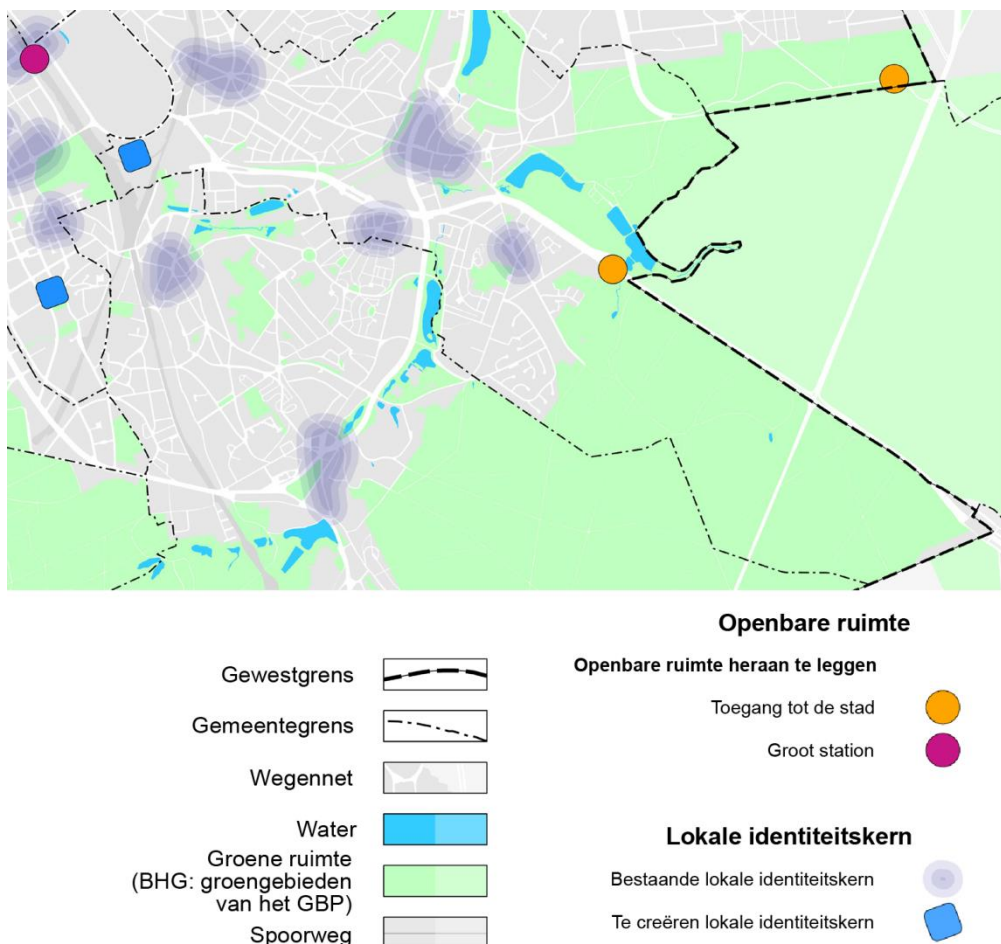 Gewestgrens
Gemeentegrens
Wegennet
Water
Groene ruimte
(BHG: groengebieden
van het GBP)
Spoorweg
Openbare ruimte
Openbare ruimte heraan te leggen
Toegang tot de stad
Groot station
Lokale identiteitskern
Bestaande lokale identiteitskern
Te creëren lokale identiteitskern